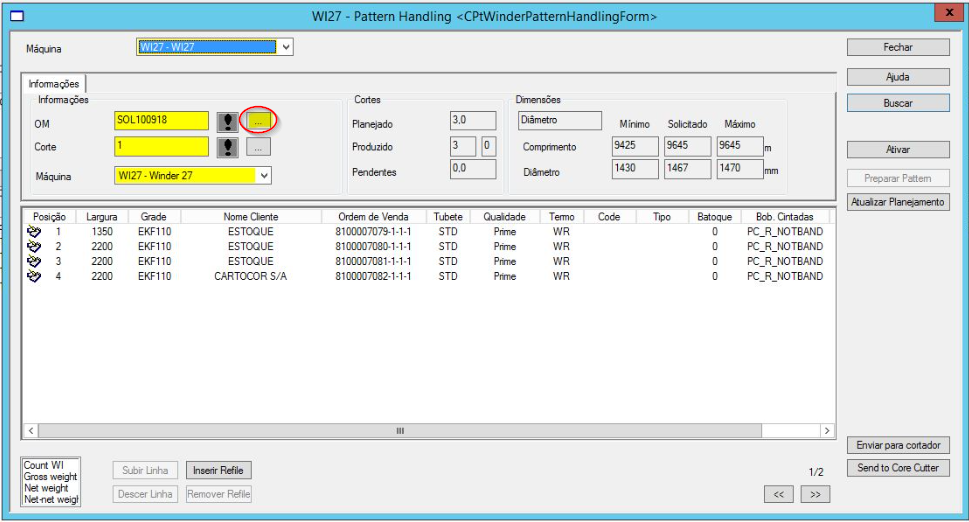 WI27 - Pattern Handling <CPtWinderPatternHandlingForm>
x
Máquina WI27 - WI27
Fechar
Ajuda
Buscar
Ativar
Preparar Pattern
Atualizar Planejamento
Informações
Informações
OM SOL100918 ...
Corte 1 ...
Máquina WI27 - Winder 27
Cortes
Planejado 3,0
Produzido 3 0
Pendentes 0,0
Dimensões
Diâmetro Mínimo Solicitado Máximo
Comprimento 9425 9645 9645 m
Diâmetro 1430 1467 1470 mm
Posição Largura Grade Nome Cliente Ordem de Venda Tubete Qualidade Termo Code Tipo Batoque Bob. Cintadas
1 1350 EKF110 ESTOQUE 8100007079-1-1-1 STD Prime WR 0 PC_R_NOTBAND
2 2200 EKF110 ESTOQUE 8100007080-1-1-1 STD Prime WR 0 PC_R_NOTBAND
3 2200 EKF110 ESTOQUE 8100007081-1-1-1 STD Prime WR 0 PC_R_NOTBAND
4 2200 EKF110 CARTOCOR S/A 8100007082-1-1-1 STD Prime WR 0 PC_R_NOTBAND
Enviar para cortador
Send to Core Cutter
Count WI
Gross weight
Net weight
Net-net weigh
Subir Linha Inserir Refile
Descer Linha Remover Refile
1/2
<< >>